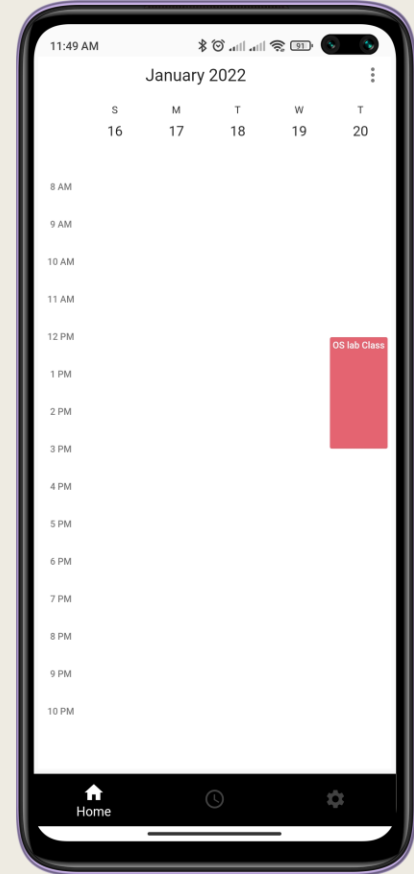 11:49 AM 91
January 2022
S M T W T
16 17 18 19 20
8 AM
9 AM
10 AM
11 AM
12 PM
OS lab Class
1 PM
2 PM
3 PM
4 PM
5 PM
6 PM
7 PM
8 PM
9 PM
10 PM
Home